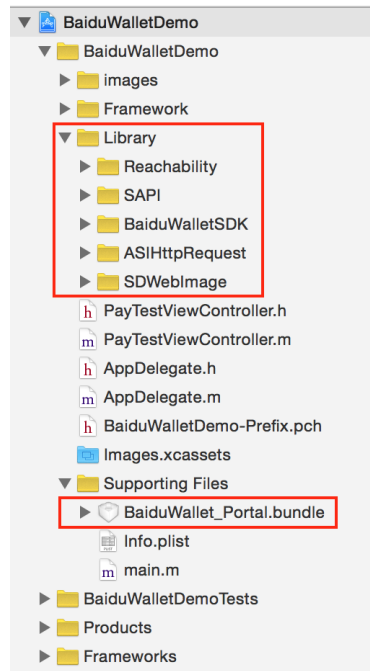 BaiduWalletDemo
BaiduWalletDemo
images
Framework
Library
Reachability
SAPI
BaiduWalletSDK
ASIHttpRequest
SDWebImage
h PayTestViewController.h
m PayTestViewController.m
h AppDelegate.h
m AppDelegate.m
h BaiduWalletDemo-Prefix.pch
Images.xcassets
Supporting Files
BaiduWallet_Portal.bundle
Info.plist
m main.m
BaiduWalletDemoTests
Products
Frameworks